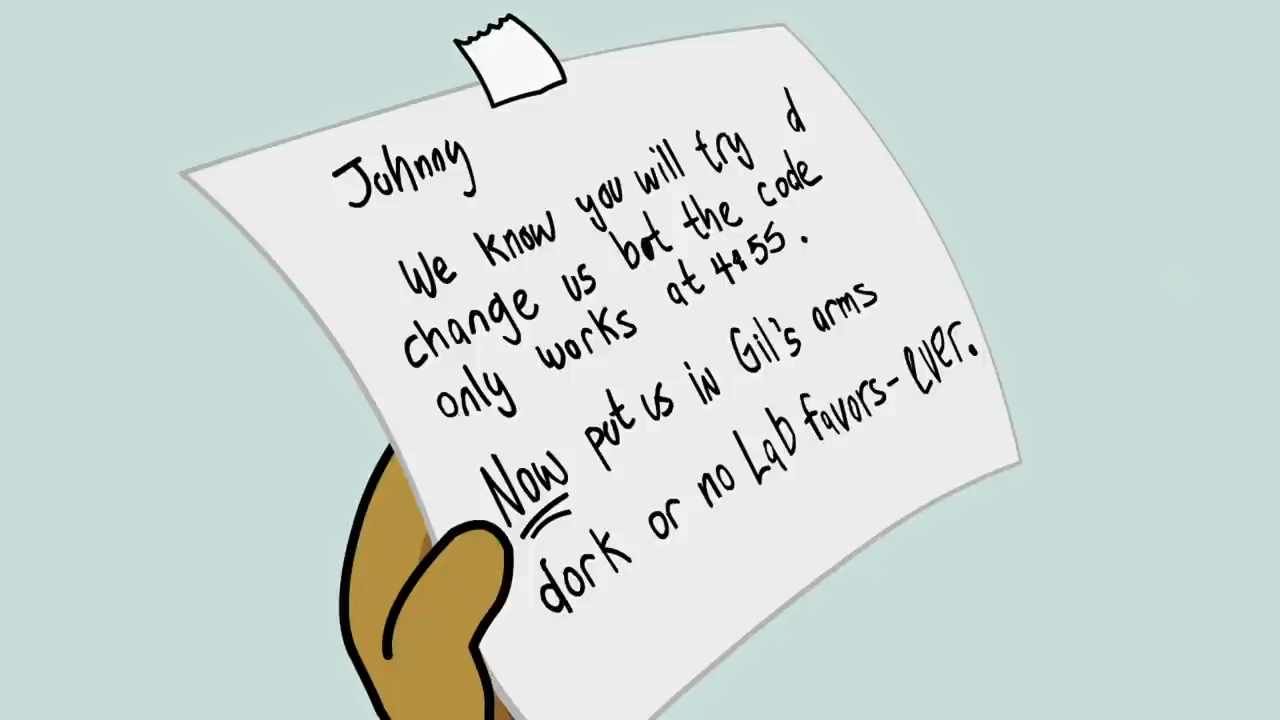 Johnny
We know you will try d
change us but the code
only works at 4:55.
Now put us in Gil's arms
dork or no Lab favors-ever.